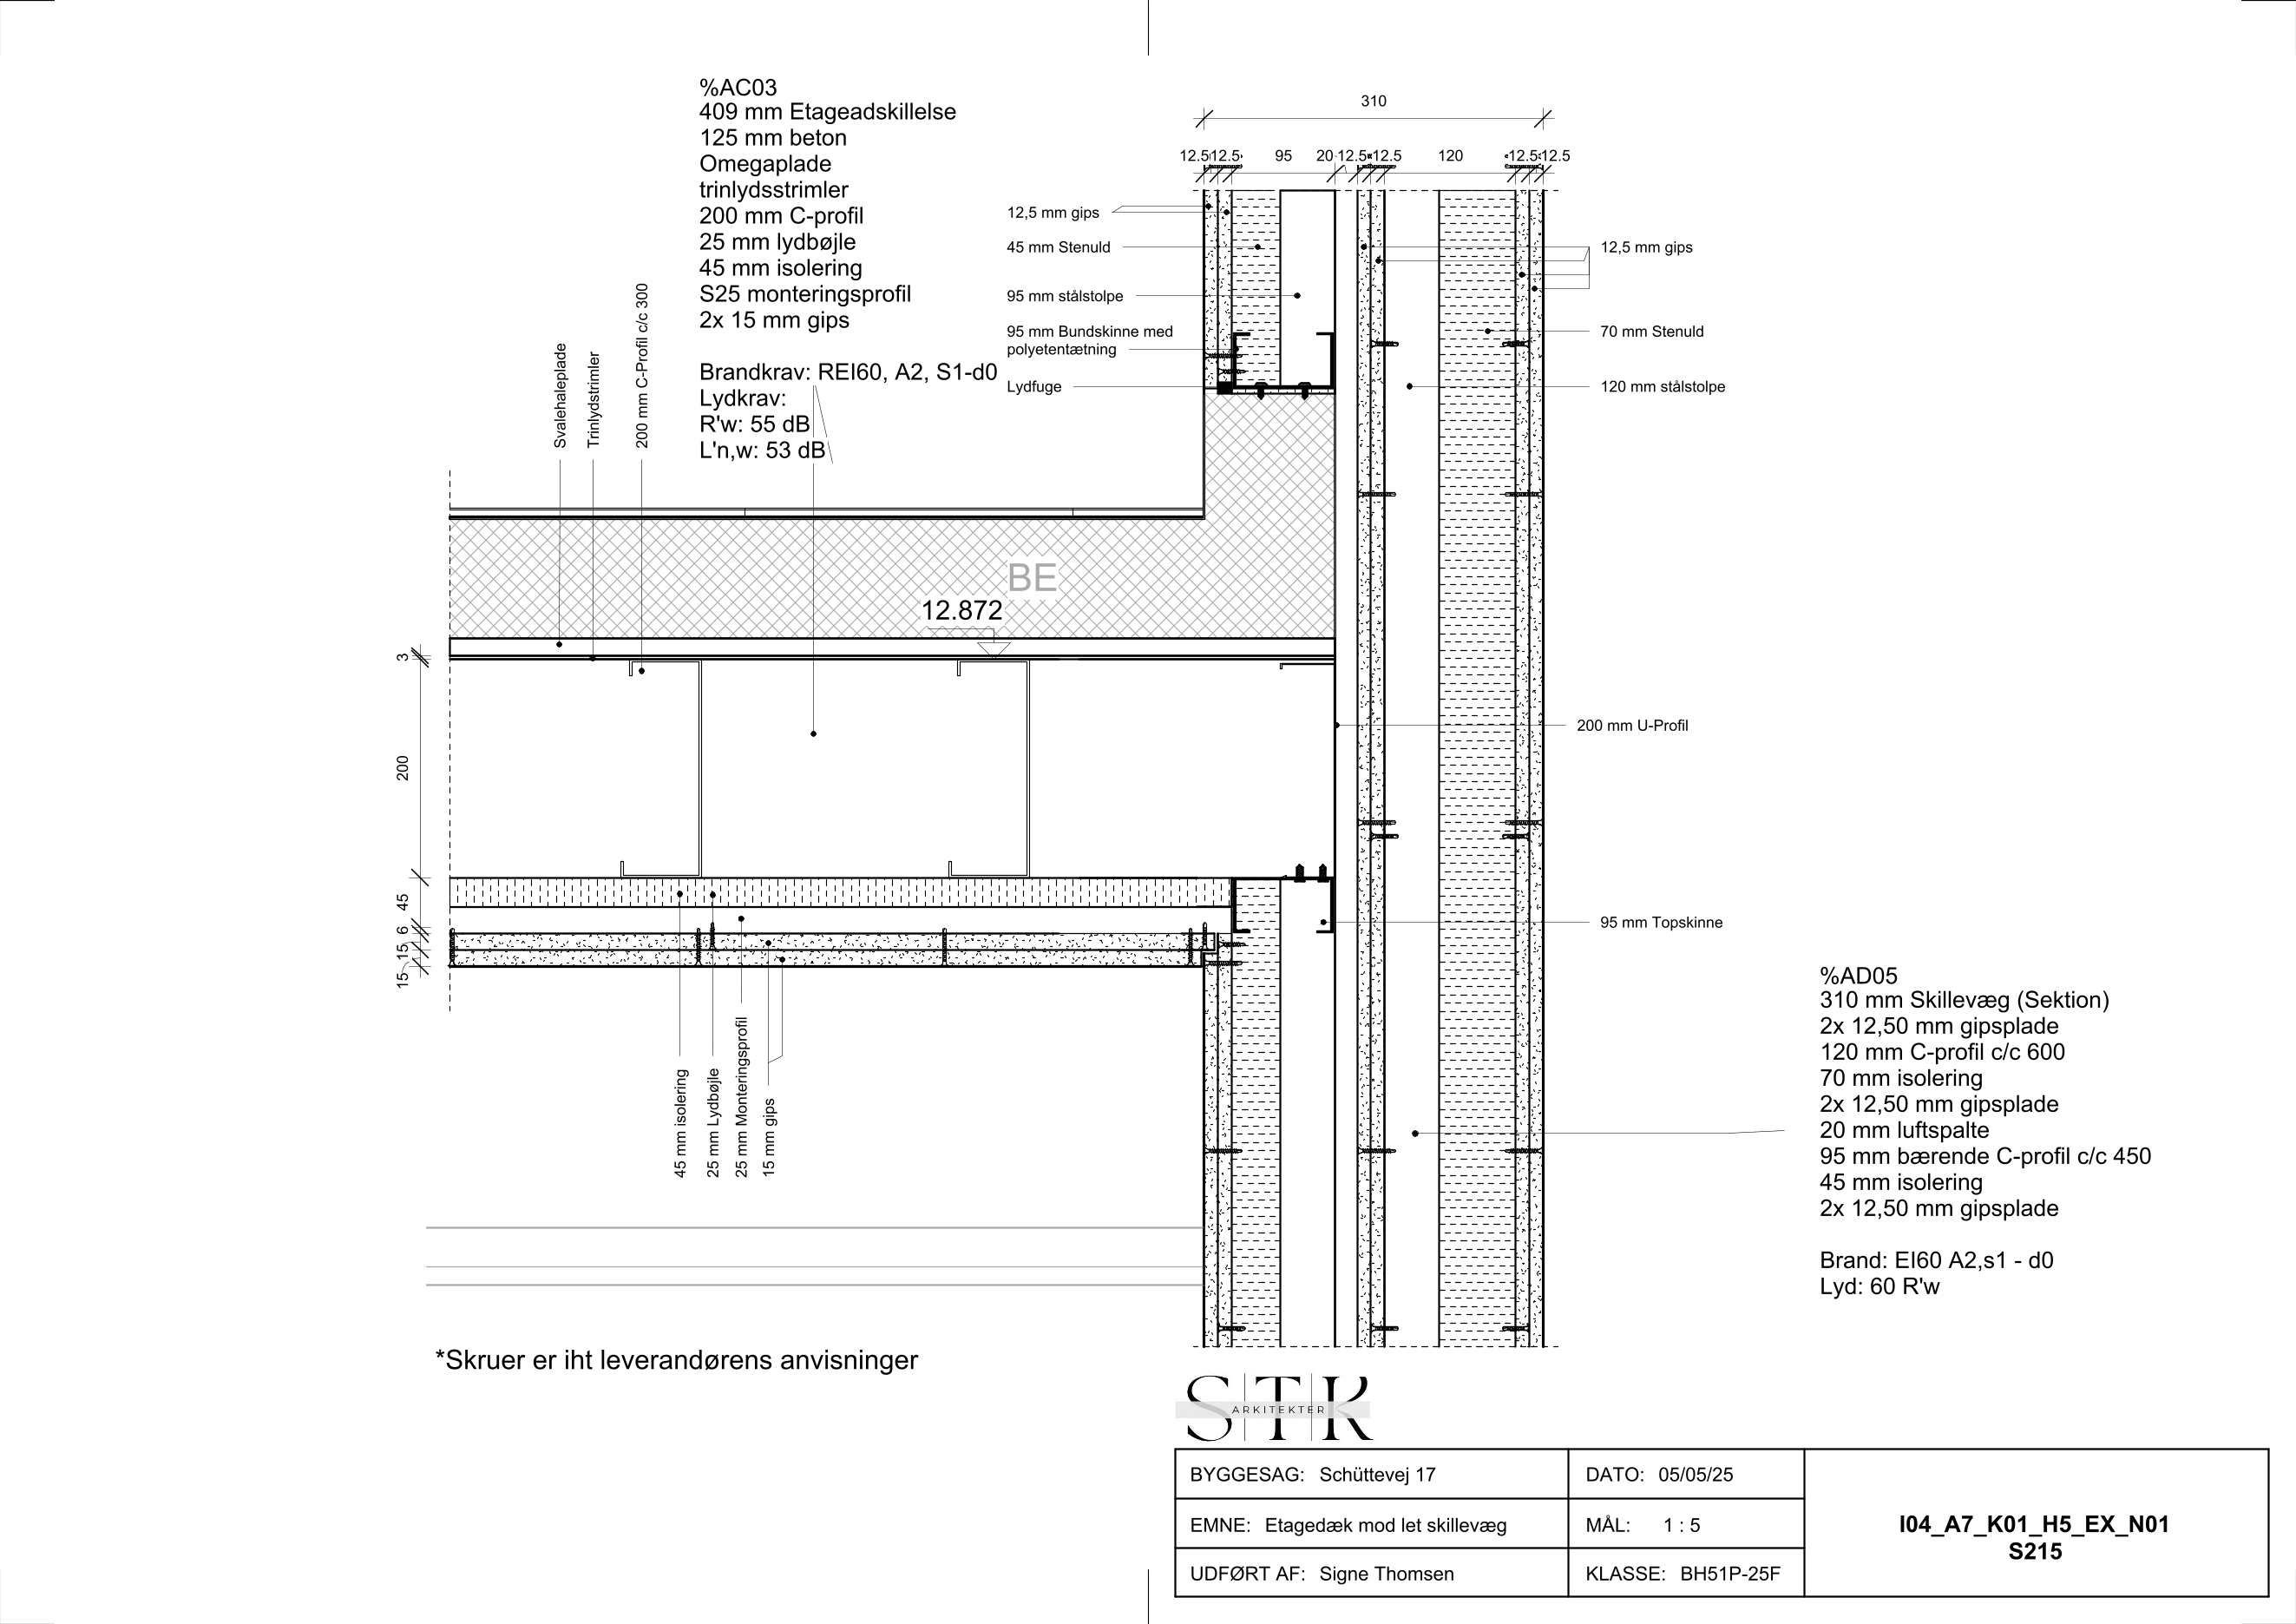 %AC03
409 mm Etageadskillelse
125 mm beton
Omegaplade
trinlydsstrimler
200 mm C-profil
25 mm lydbøjle
45 mm isolering
S25 monteringsprofil
2x 15 mm gips
Brandkrav: REI60, A2, S1-d0
Lydkrav:
R'w: 55 dB
L'n,w: 53 dB
Svalehaleplade
Trinlydstrimler
200 mm C-Profil c/c 300
310
12.5 12.5 95 20 12.5 12.5 120 12.5 12.5
12,5 mm gips
45 mm Stenuld
95 mm stålstolpe
95 mm Bundskinne med
polyetentætning
Lydfuge
12,5 mm gips
70 mm Stenuld
120 mm stålstolpe
BE
12.872
200 mm U-Profil
95 mm Topskinne
3
200
45
6
15
15
45 mm isolering
25 mm Lydbøjle
25 mm Monteringsprofil
15 mm gips
%AD05
310 mm Skillevæg (Sektion)
2x 12,50 mm gipsplade
120 mm C-profil c/c 600
70 mm isolering
2x 12,50 mm gipsplade
20 mm luftspalte
95 mm bærende C-profil c/c 450
45 mm isolering
2x 12,50 mm gipsplade
Brand: EI60 A2,s1 - d0
Lyd: 60 R'w
*Skruer er iht leverandørens anvisninger
STK
ARKITEKTER
BYGGESAG: Schüttevej 17
DATO: 05/05/25
EMNE: Etagedæk mod let skillevæg
MÅL: 1 : 5
UDFØRT AF: Signe Thomsen
KLASSE: BH51P-25F
I04_A7_K01_H5_EX_N01
S215